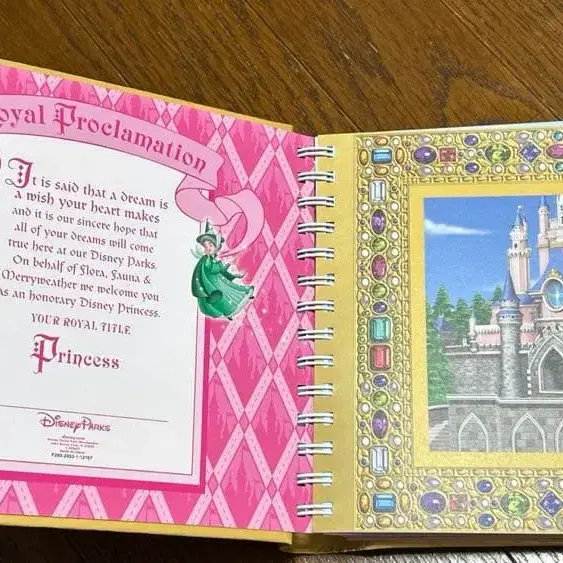 Royal Proclamation
It is said that a dream is
a wish your heart makes
and it is our sincere hope that
all of your dreams will come
true here at our Disney Parks.
On behalf of Flora, Fauna &
Merryweather we welcome you
as an honorary Disney Princess.
YOUR ROYAL TITLE
Princess
Disney PARKS